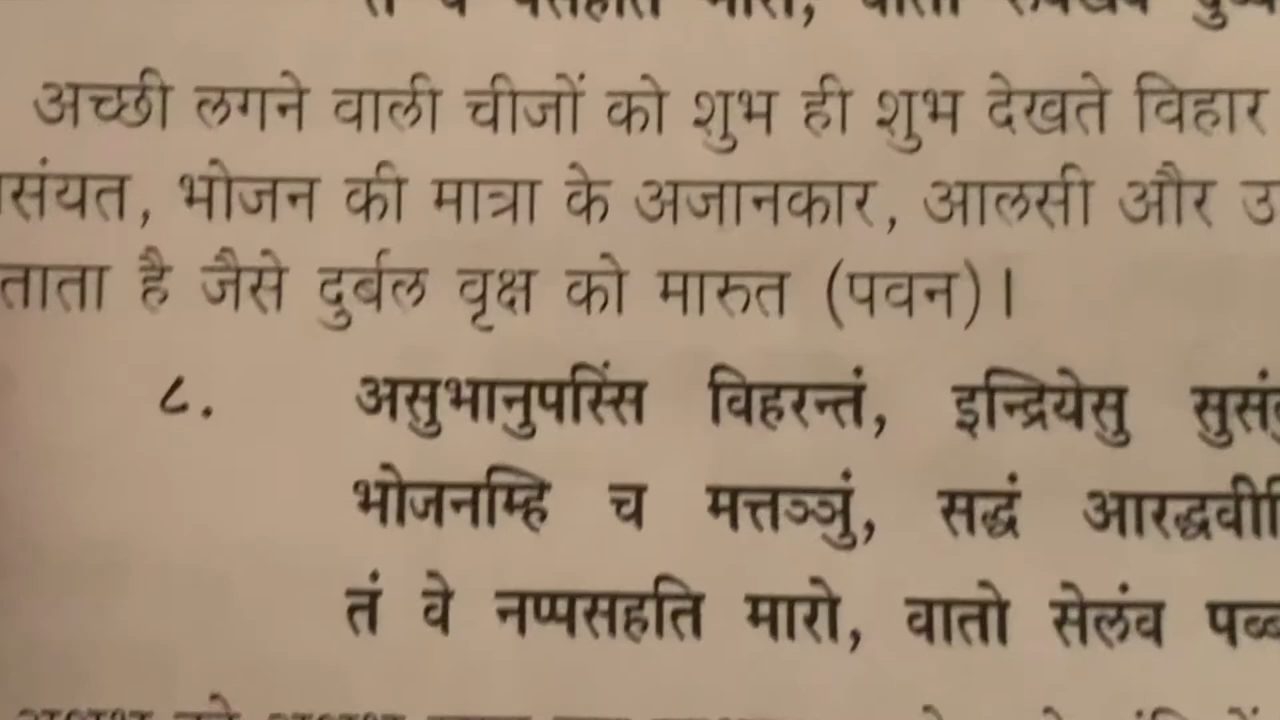 अच्छी लगने वाली चीजों को शुभ ही शुभ देखते विहार
संयत, भोजन की मात्रा के अजानकार, आलसी और
ताता है जैसे दुर्बल वृक्ष को मारुत (पवन)।
८. असुभानुपस्सिं विहरन्तं, इन्द्रियेसु
भोजनम्हि च मत्तञ्ञुं, सद्धं
तं वे नप्पसहति मारो, वातो सेलंव